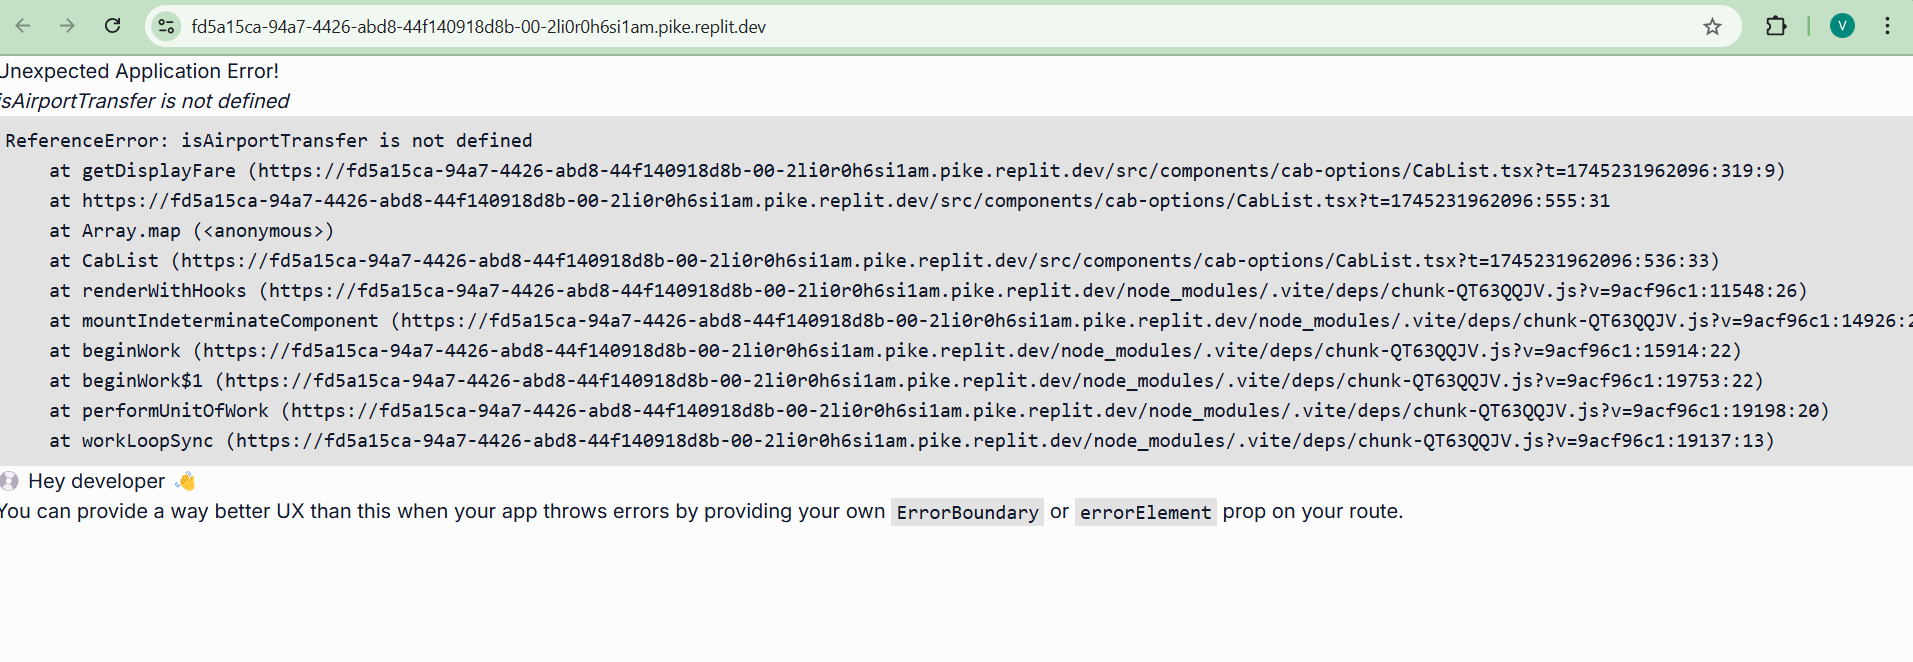 fd5a15ca-94a7-4426-abd8-44f140918d8b-00-2li0r0h6si1am.pike.replit.dev
V
Unexpected Application Error!
isAirportTransfer is not defined
ReferenceError: isAirportTransfer is not defined
    at getDisplayFare (https://fd5a15ca-94a7-4426-abd8-44f140918d8b-00-2li0r0h6si1am.pike.replit.dev/src/components/cab-options/CabList.tsx?t=1745231962096:319:9)
    at https://fd5a15ca-94a7-4426-abd8-44f140918d8b-00-2li0r0h6si1am.pike.replit.dev/src/components/cab-options/CabList.tsx?t=1745231962096:555:31
    at Array.map (<anonymous>)
    at CabList (https://fd5a15ca-94a7-4426-abd8-44f140918d8b-00-2li0r0h6si1am.pike.replit.dev/src/components/cab-options/CabList.tsx?t=1745231962096:536:33)
    at renderWithHooks (https://fd5a15ca-94a7-4426-abd8-44f140918d8b-00-2li0r0h6si1am.pike.replit.dev/node_modules/.vite/deps/chunk-QT63QQJV.js?v=9acf96c1:11548:26)
    at mountIndeterminateComponent (https://fd5a15ca-94a7-4426-abd8-44f140918d8b-00-2li0r0h6si1am.pike.replit.dev/node_modules/.vite/deps/chunk-QT63QQJV.js?v=9acf96c1:14926:2
    at beginWork (https://fd5a15ca-94a7-4426-abd8-44f140918d8b-00-2li0r0h6si1am.pike.replit.dev/node_modules/.vite/deps/chunk-QT63QQJV.js?v=9acf96c1:15914:22)
    at beginWork$1 (https://fd5a15ca-94a7-4426-abd8-44f140918d8b-00-2li0r0h6si1am.pike.replit.dev/node_modules/.vite/deps/chunk-QT63QQJV.js?v=9acf96c1:19753:22)
    at performUnitOfWork (https://fd5a15ca-94a7-4426-abd8-44f140918d8b-00-2li0r0h6si1am.pike.replit.dev/node_modules/.vite/deps/chunk-QT63QQJV.js?v=9acf96c1:19198:20)
    at workLoopSync (https://fd5a15ca-94a7-4426-abd8-44f140918d8b-00-2li0r0h6si1am.pike.replit.dev/node_modules/.vite/deps/chunk-QT63QQJV.js?v=9acf96c1:19137:13)
💿 Hey developer 👋
You can provide a way better UX than this when your app throws errors by providing your own ErrorBoundary or errorElement prop on your route.